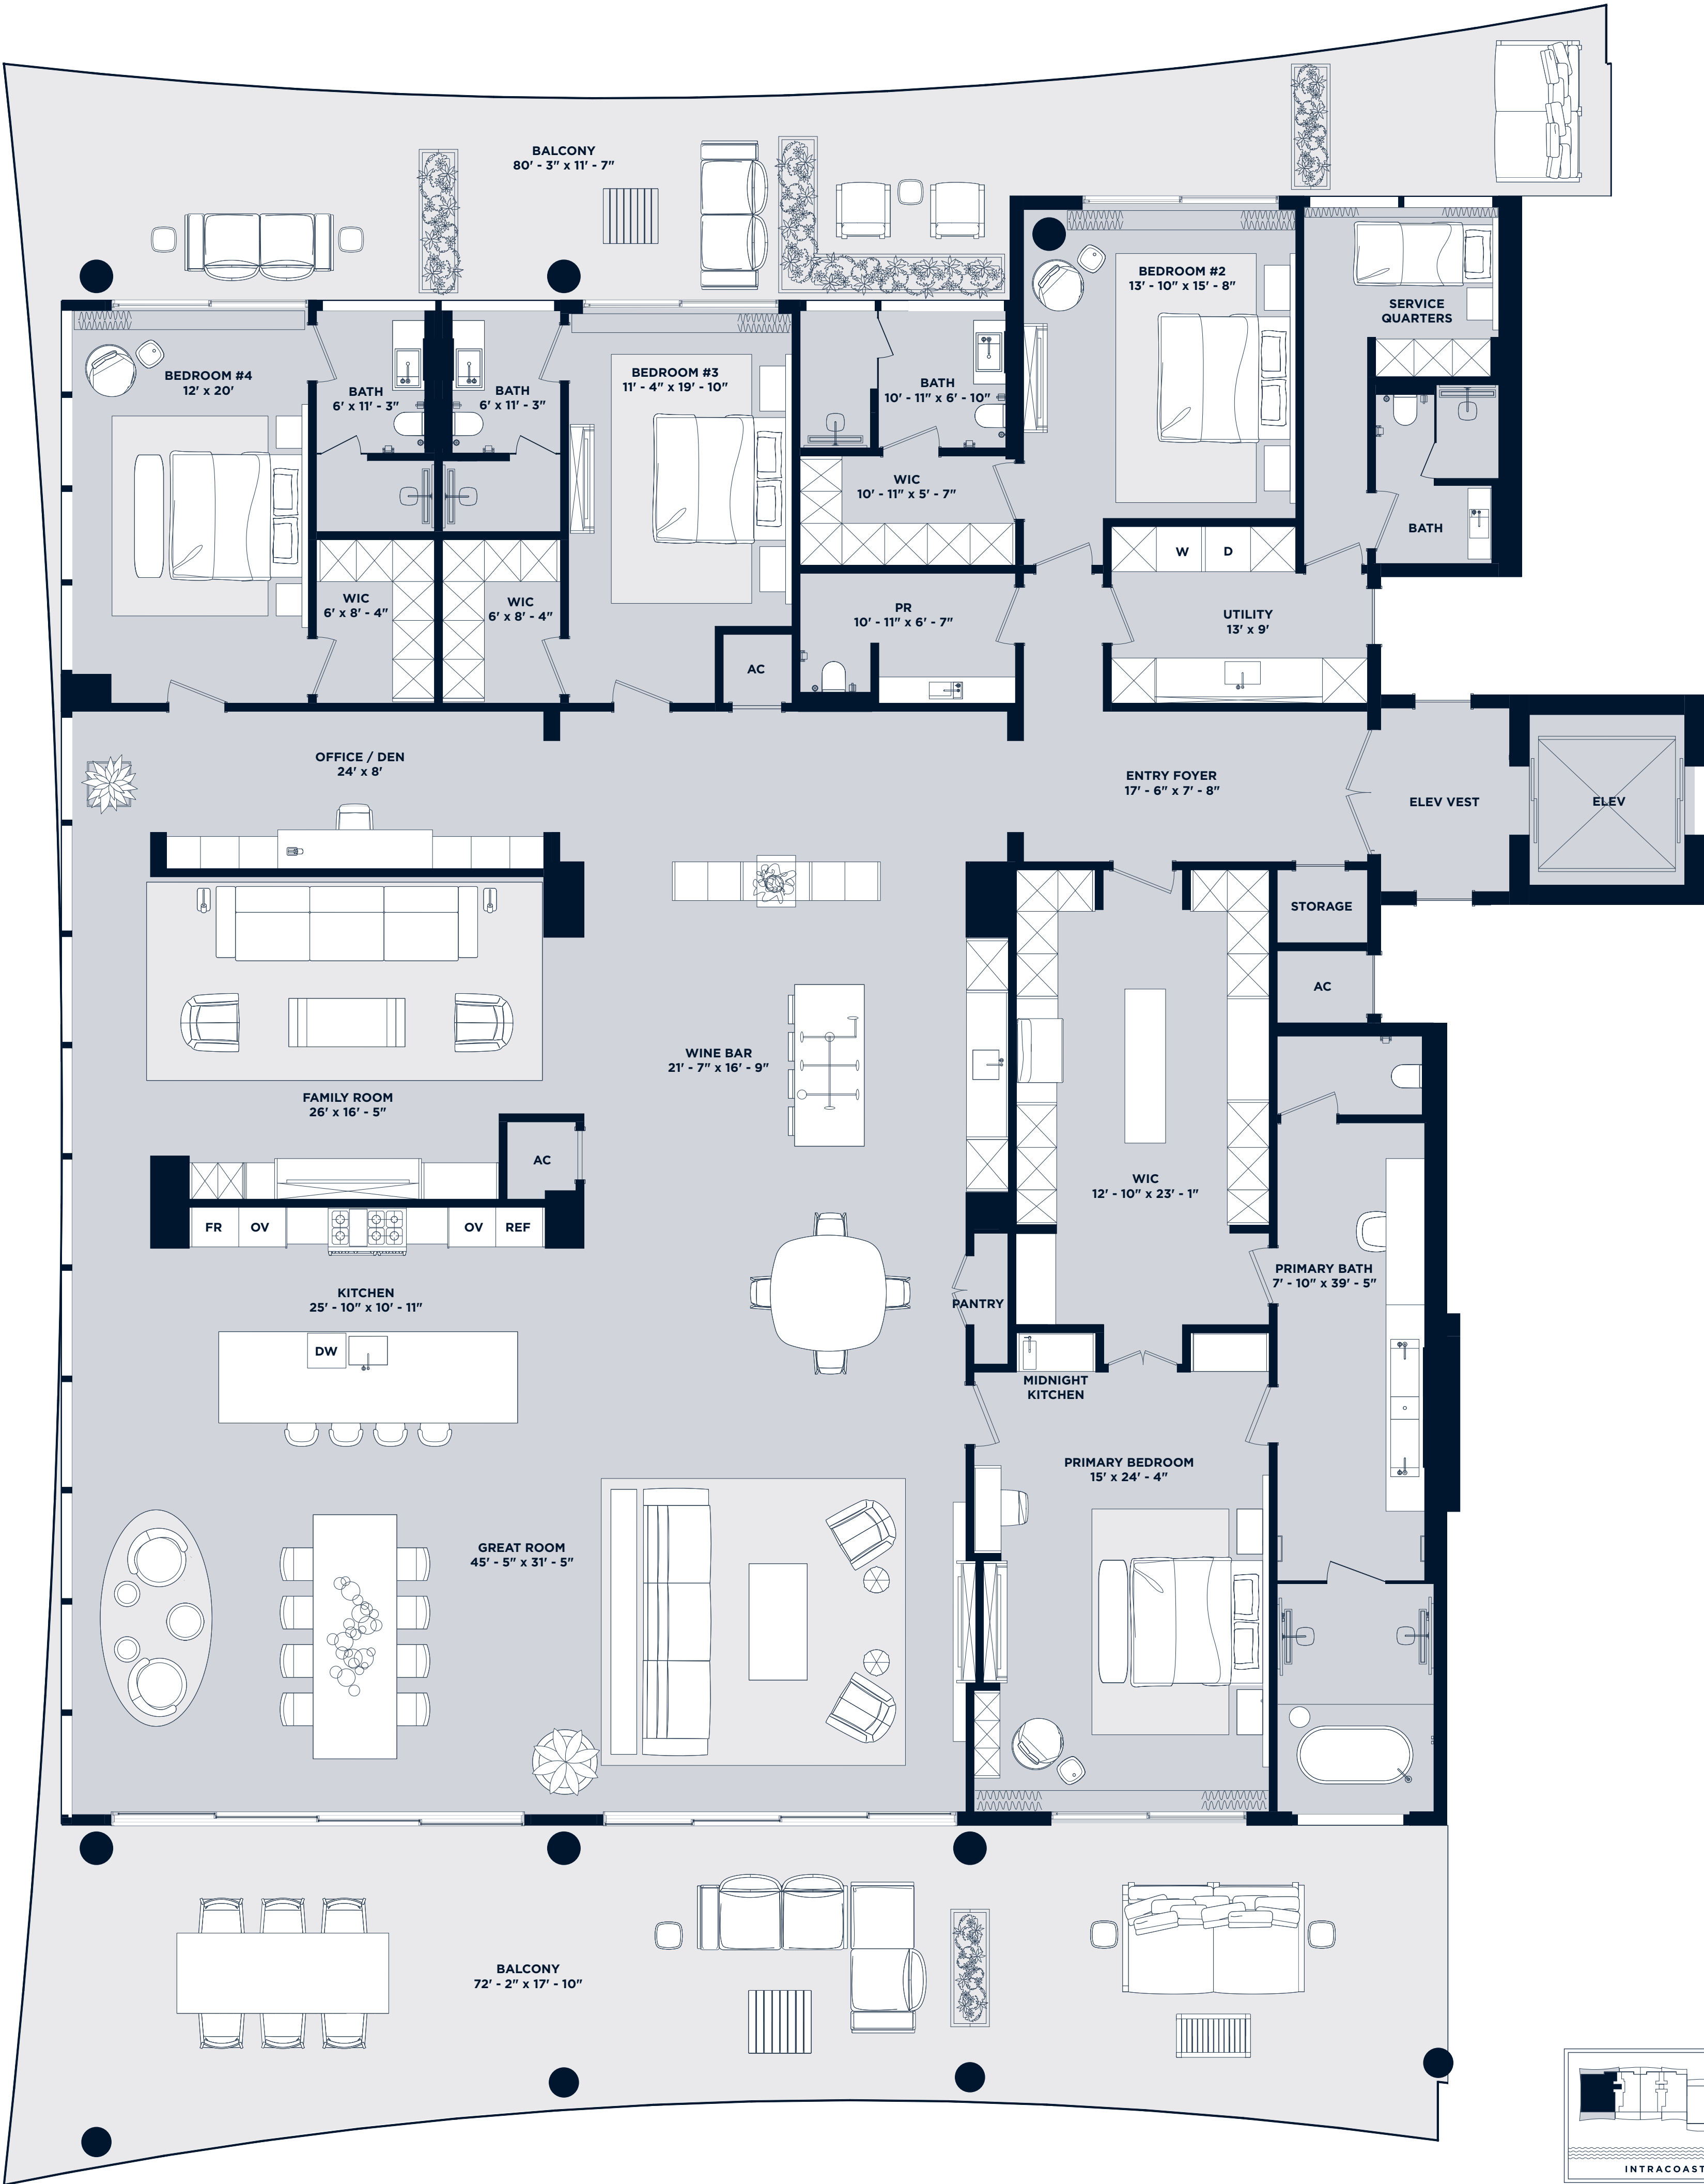 BALCONY
80' - 3" x 11' - 7"
BEDROOM #2
13' - 10" x 15' - 8"
SERVICE
QUARTERS
BEDROOM #4
12' x 20'
BATH
6' x 11' - 3"
BATH
6' x 11' - 3"
BEDROOM #3
11' - 4" x 19' - 10"
BATH
10' - 11" x 6' - 10"
WIC
10' - 11" x 5' - 7"
BATH
W
D
WIC
6' x 8' - 4"
WIC
6' x 8' - 4"
PR
10' - 11" x 6' - 7"
UTILITY
13' x 9'
AC
OFFICE / DEN
24' x 8'
ENTRY FOYER
17' - 6" x 7' - 8"
ELEV VEST
ELEV
STORAGE
AC
WINE BAR
21' - 7" x 16' - 9"
FAMILY ROOM
26' x 16' - 5"
AC
WIC
12' - 10" x 23' - 1"
FR
OV
OV
REF
KITCHEN
25' - 10" x 10' - 11"
PANTRY
PRIMARY BATH
7' - 10" x 39' - 5"
DW
MIDNIGHT
KITCHEN
PRIMARY BEDROOM
15' x 24' - 4"
GREAT ROOM
45' - 5" x 31' - 5"
BALCONY
72' - 2" x 17' - 10"
INTRACOAST